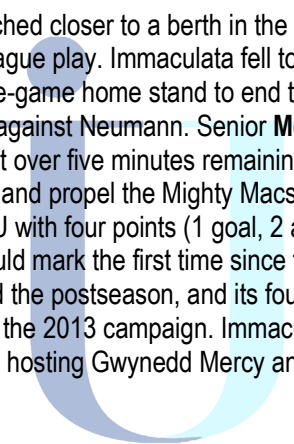 ched closer to a berth in the
ague play. Immaculata fell to
e-game home stand to end t
against Neumann. Senior M
t over five minutes remainin
and propel the Mighty Macs
U with four points (1 goal, 2 a
uld mark the first time since
d the postseason, and its fou
the 2013 campaign. Immac
hosting Gwynedd Mercy an